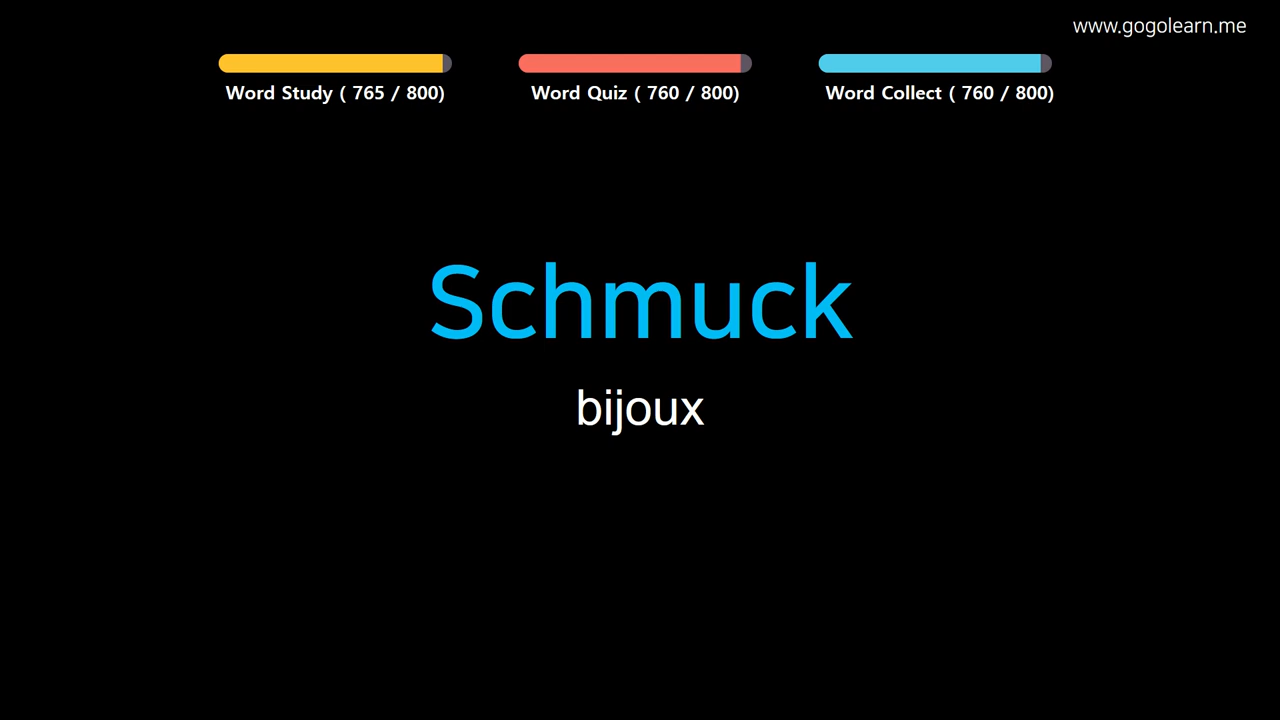 www.gogolearn.me
Word Study ( 765 / 800)
Word Quiz ( 760 / 800)
Word Collect ( 760 / 800)
Schmuck
bijoux